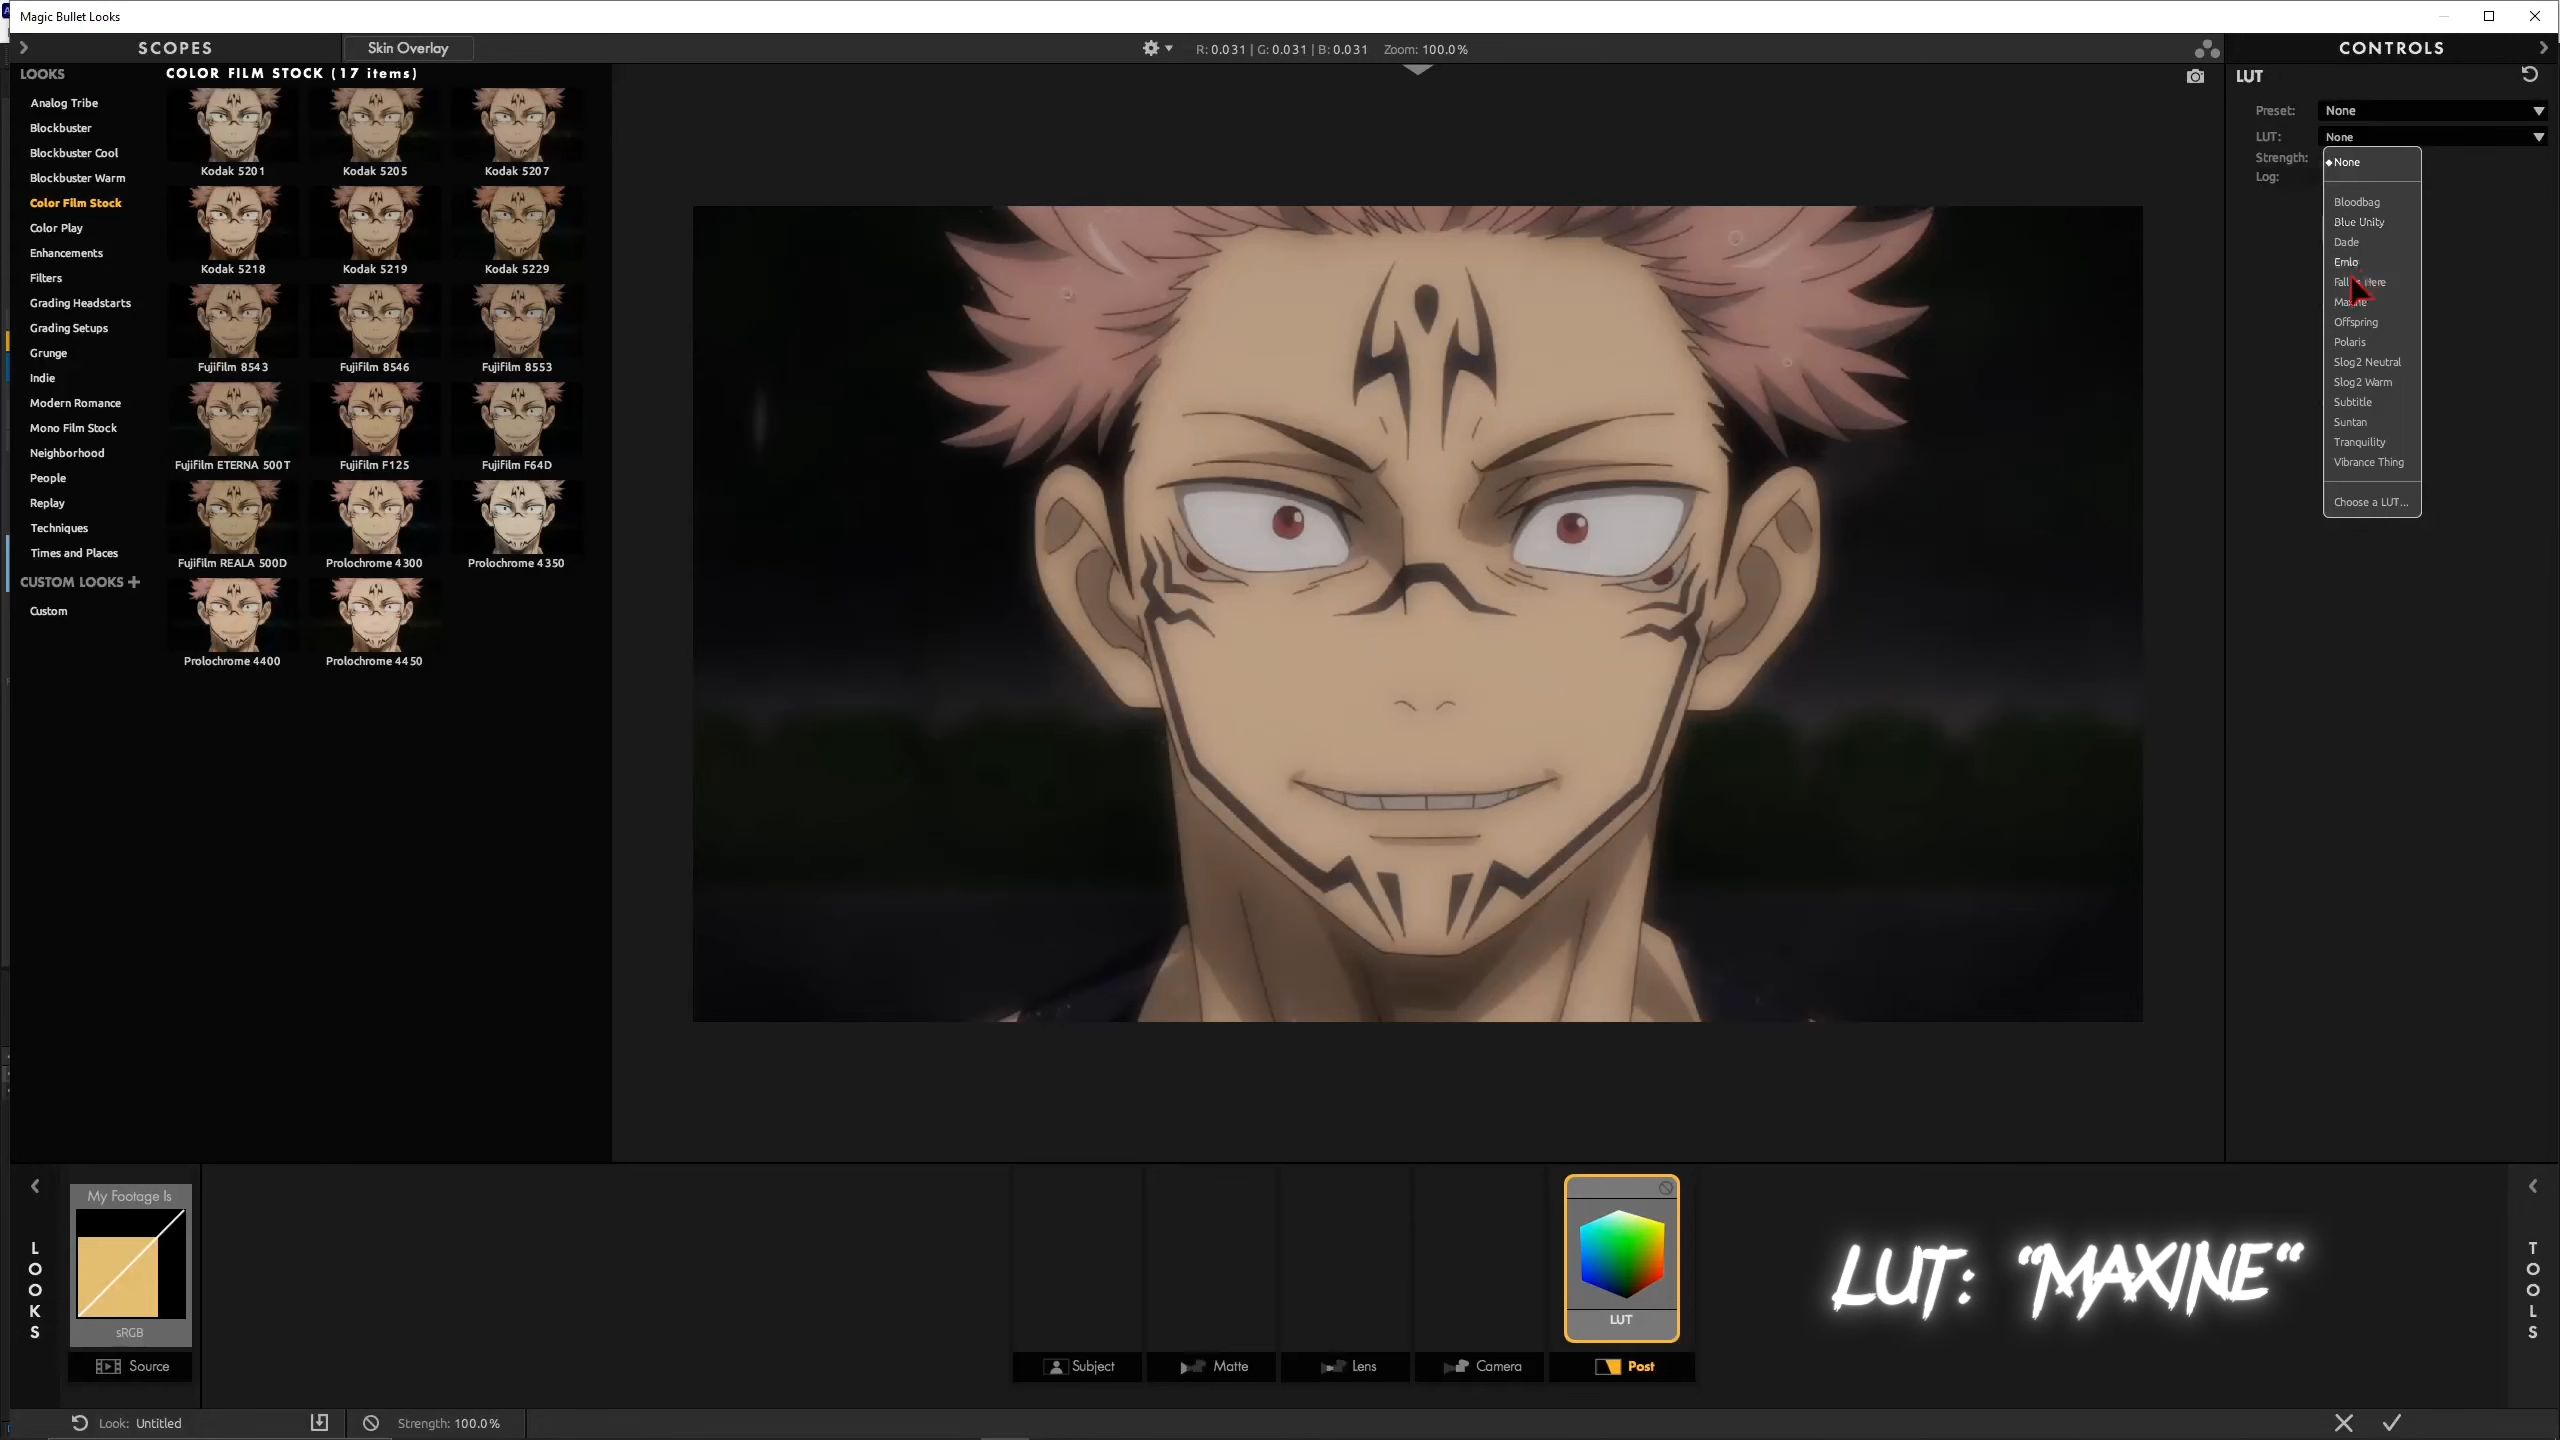 Magic Bullet Looks
SCOPES
Skin Overlay
R: 0.031 | G: 0.031 | B: 0.031 Zoom: 100.0%
CONTROLS
LOOKS
Analog Tribe
Blockbuster
Blockbuster Cool
Blockbuster Warm
Color Film Stock
Color Play
Enhancements
Filters
Grading Headstarts
Grading Setups
Grunge
Indie
Modern Romance
Mono Film Stock
Neighborhood
People
Replay
Techniques
Times and Places
CUSTOM LOOKS +
Custom
COLOR FILM STOCK (17 items)
Kodak 5201
Kodak 5205
Kodak 5207
Kodak 5218
Kodak 5219
Kodak 5229
Fujifilm 8543
Fujifilm 8546
Fujifilm 8553
Fujifilm ETERNA 500T
Fujifilm F125
Fujifilm F64D
Fujifilm REALA 500D
Prolochrome 4300
Prolochrome 4350
Prolochrome 4400
Prolochrome 4450
LUT
Preset: None
LUT: None
Strength:
Log:
None
Bloodbag
Blue Unity
Dade
Emlo
Fall Here
Maxine
Offspring
Polaris
Slog2 Neutral
Slog2 Warm
Subtitle
Suntan
Tranquility
Vibrance Thing
Choose a LUT...
LOOKS
My Footage Is
sRGB
Source
Subject
Matte
Lens
Camera
LUT
Post
LUT: "MAXINE"
TOOLS
Look: Untitled
Strength: 100.0%